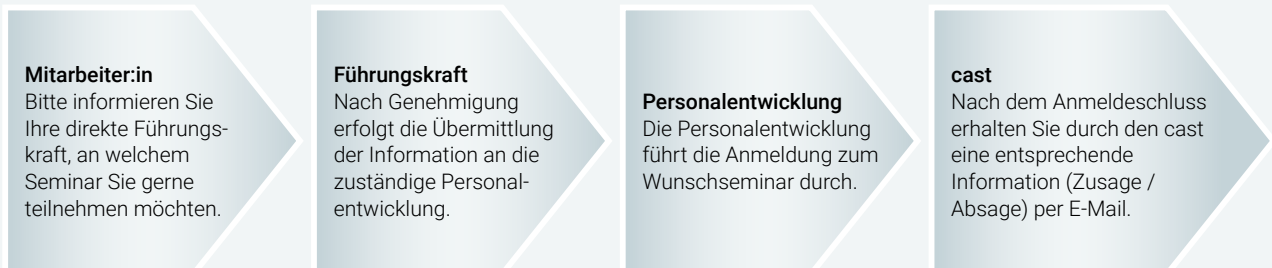 Mitarbeiter:in
Bitte informieren Sie
Ihre direkte Führungs-
kraft, an welchem
Seminar Sie gerne
teilnehmen möchten.
Führungskraft
Nach Genehmigung
erfolgt die Übermittlung
der Information an die
zuständige Personal-
entwicklung.
Personalentwicklung
Die Personalentwicklung
führt die Anmeldung zum
Wunschseminar durch.
cast
Nach dem Anmeldeschluss
erhalten Sie durch den cast
eine entsprechende
Information (Zusage /
Absage) per E-Mail.